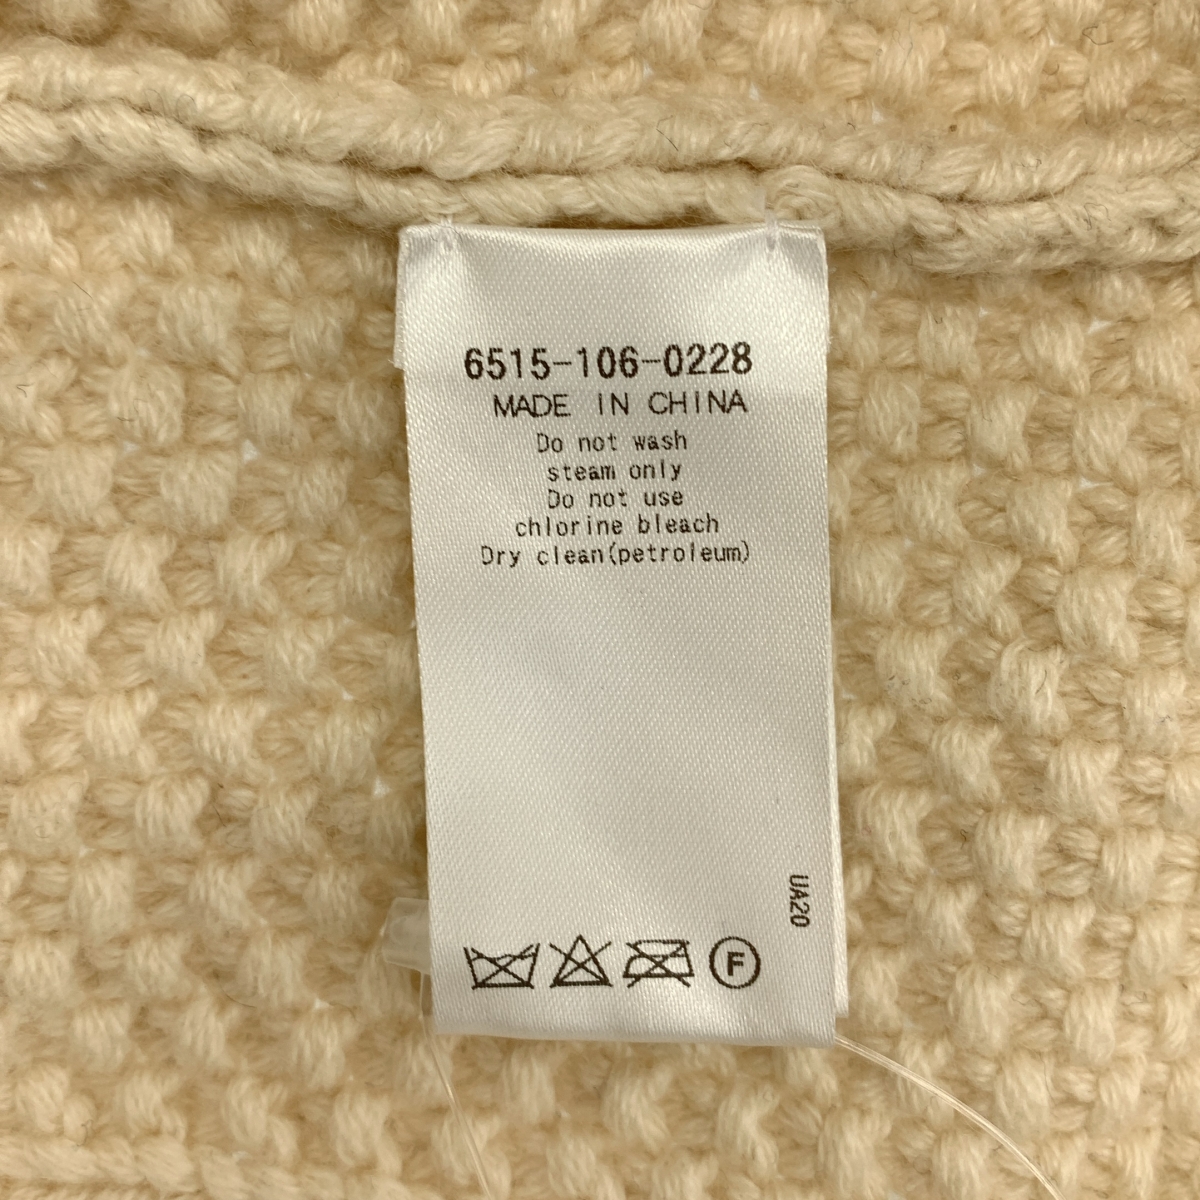 6515-106-0228
MADE IN CHINA
Do not wash
steam only
Do not use
chlorine bleach
Dry clean(petroleum)
UA20
F